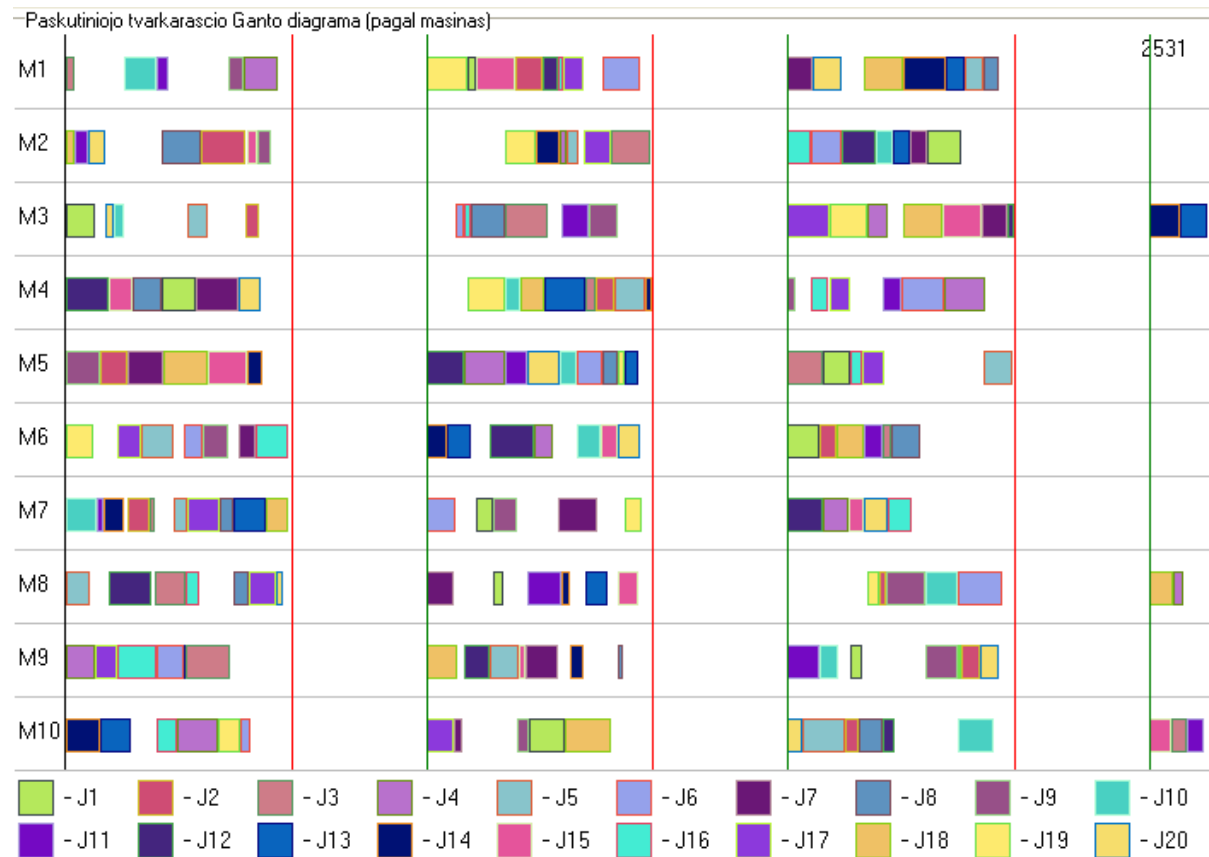 Paskutiniojo tvarkarascio Ganto diagrama (pagal masinas)
2531
M1
M2
M3
M4
M5
M6
M7
M8
M9
M10
- J1 - J2 - J3 - J4 - J5 - J6 - J7 - J8 - J9 - J10
- J11 - J12 - J13 - J14 - J15 - J16 - J17 - J18 - J19 - J20